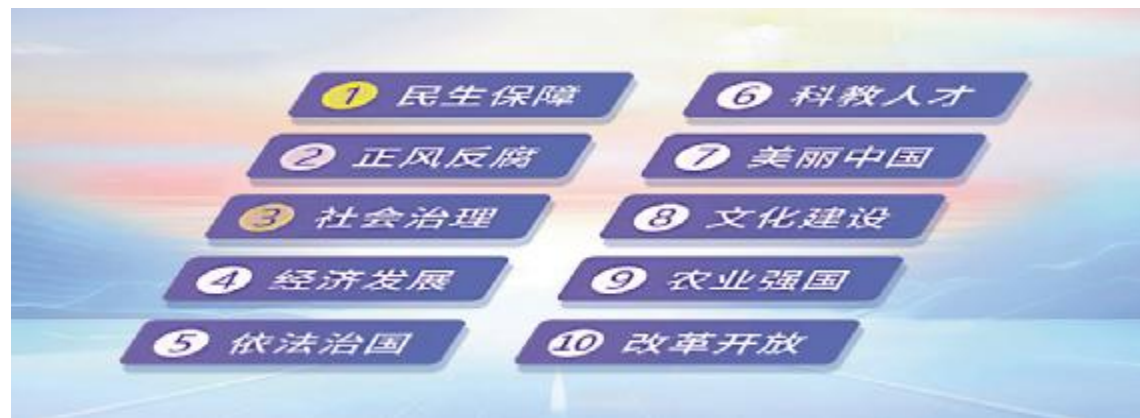 1 民生保障
2 正风反腐
3 社会治理
4 经济发展
5 依法治国
6 科教人才
7 美丽中国
8 文化建设
9 农业强国
10 改革开放